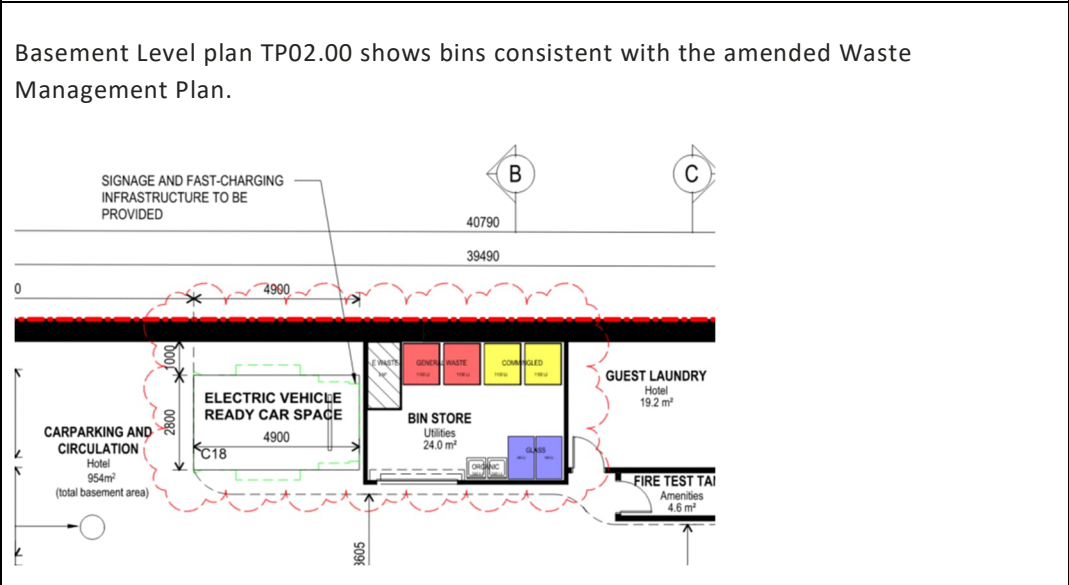 Basement Level plan TP02.00 shows bins consistent with the amended Waste
Management Plan.
B
C
SIGNAGE AND FAST-CHARGING
INFRASTRUCTURE TO BE
PROVIDED
40790
39490
0
4900
1000
E WASTE
GENERAL WASTE
COMMINGLED
GUEST LAUNDRY
Hotel
19.2 m²
ELECTRIC VEHICLE
READY CAR SPACE
4900
C18
2800
BIN STORE
Utilities
24.0 m²
CARPARKING AND
CIRCULATION
Hotel
954m²
(total basement area)
GLASS
ORGANIC
FIRE TEST TA
Amenities
4.6 m²
3605